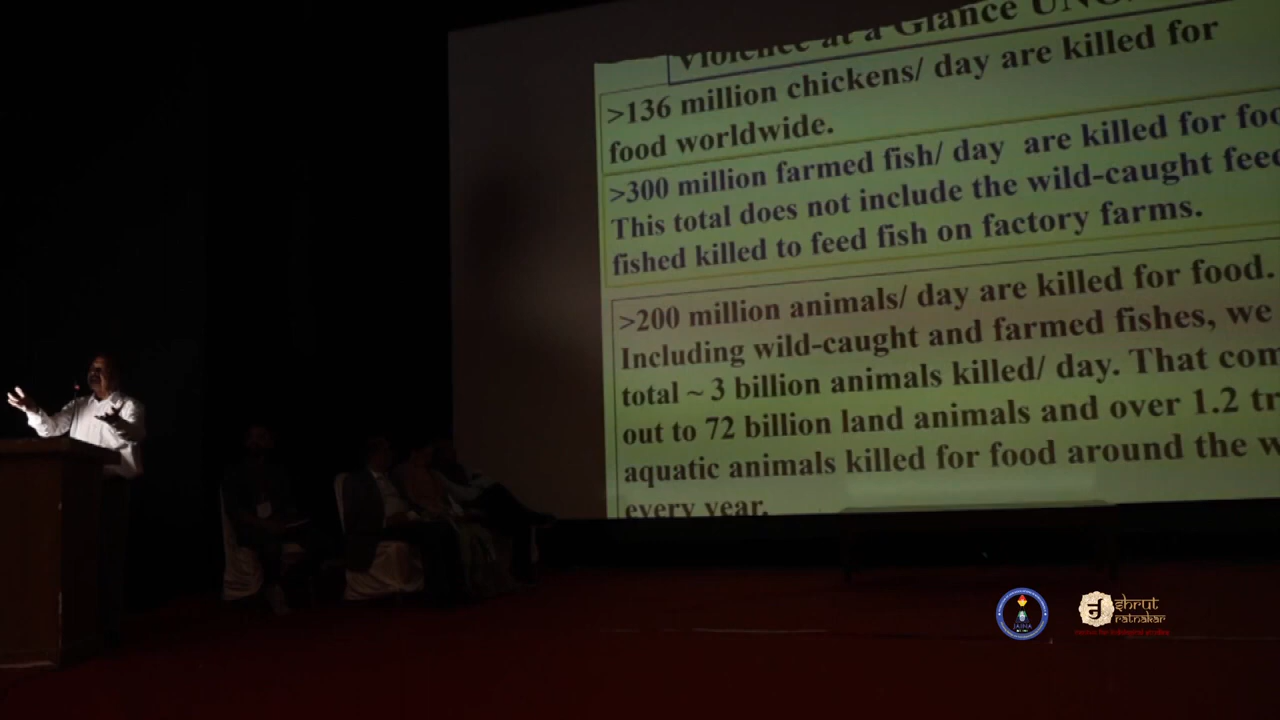 Violence at a Glance
>136 million chickens/ day are killed for
food worldwide.
>300 million farmed fish/ day are killed for
This total does not include the wild-caught
fished killed to feed fish on factory farms.
>200 million animals/ day are killed for food.
Including wild-caught and farmed fishes, we
total ~ 3 billion animals killed/ day. That
out to 72 billion land animals and over 1.2
aquatic animals killed for food around the
every year.
JAINA
shrut
ratnakar